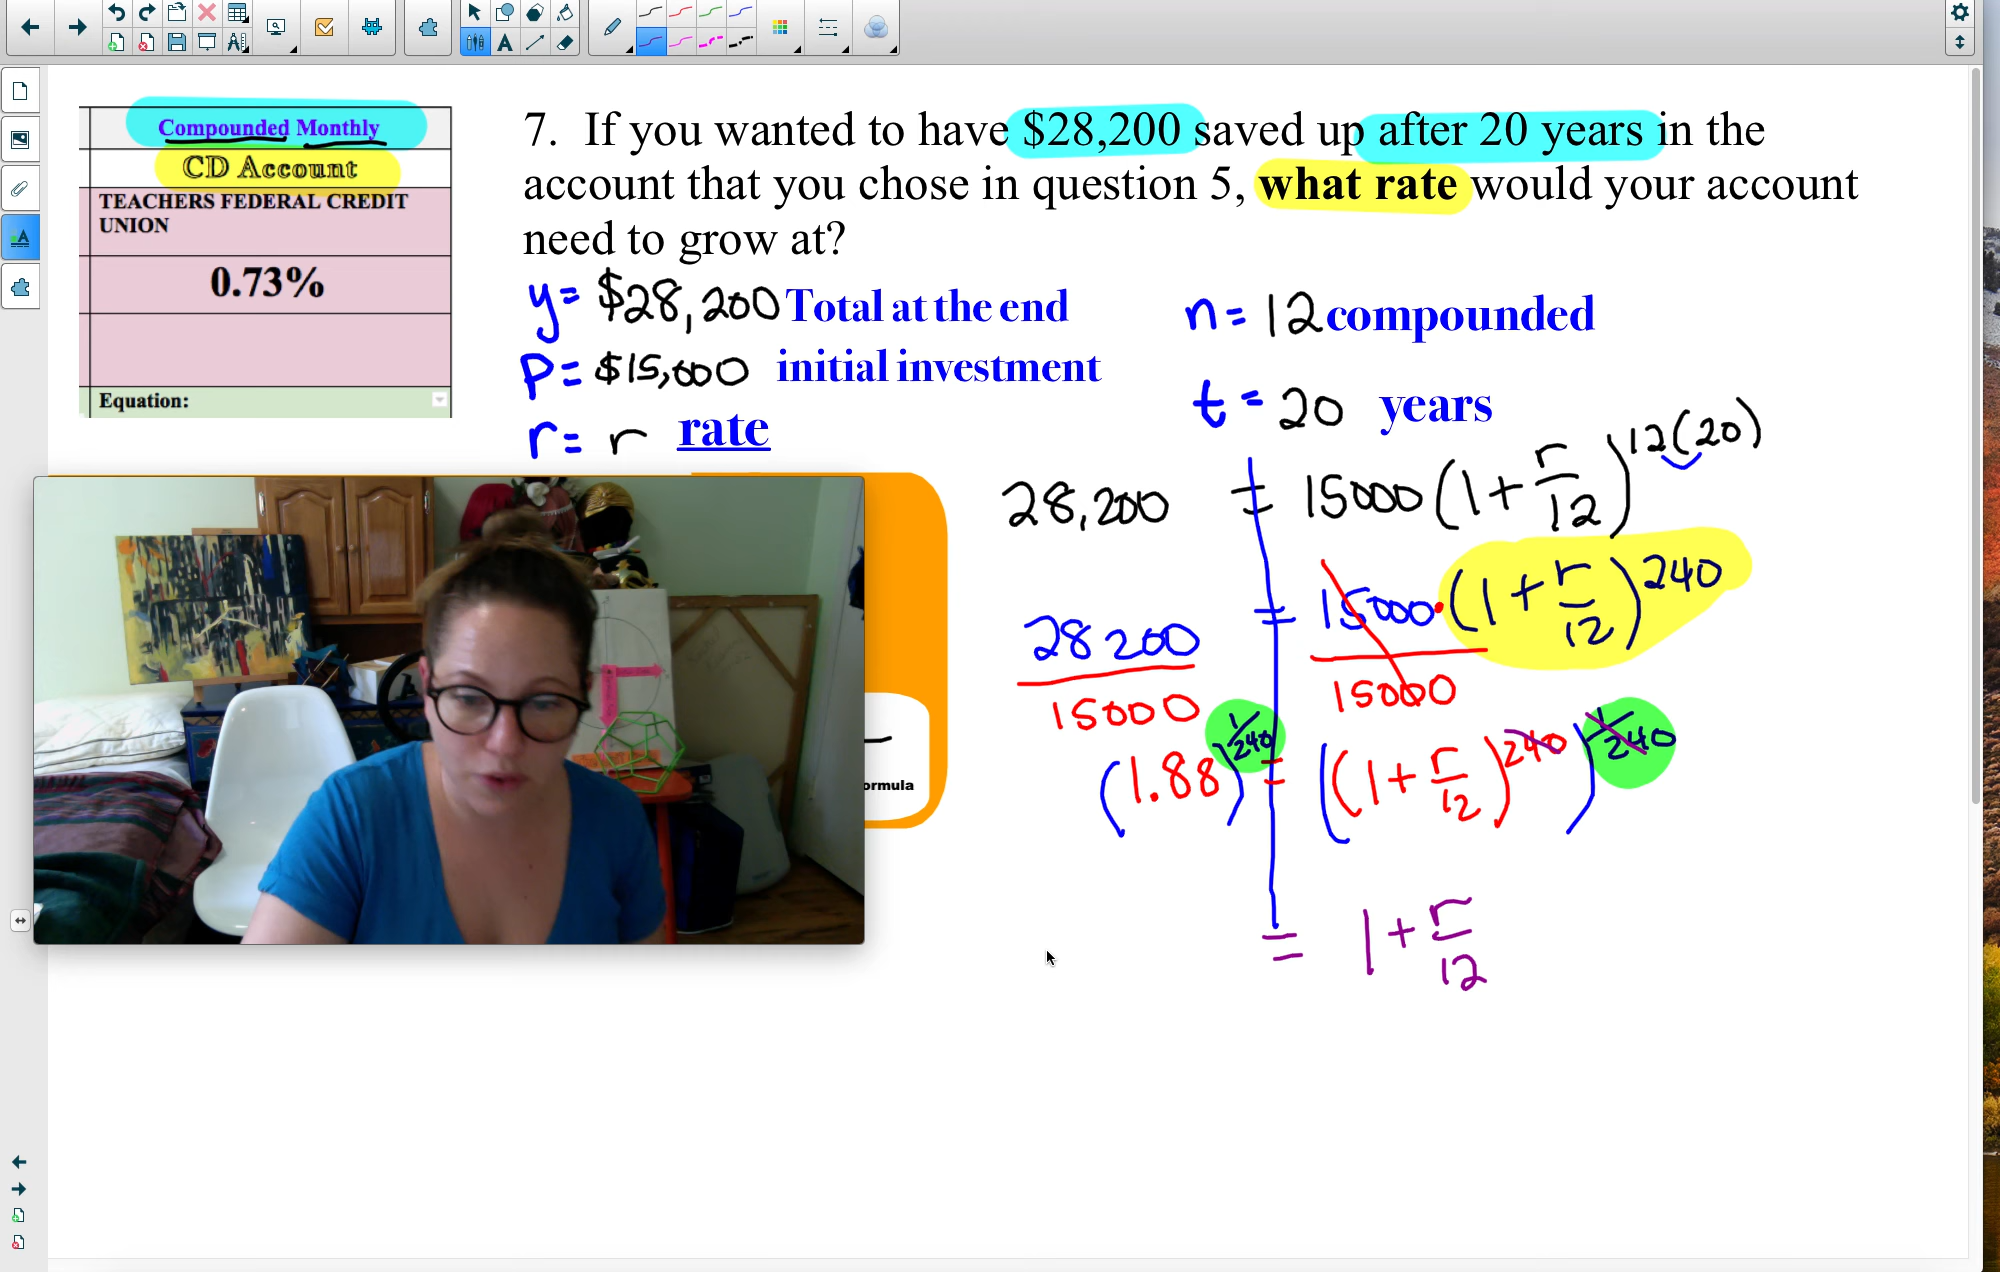 Compounded Monthly
CD Account
TEACHERS FEDERAL CREDIT
UNION
0.73%
Equation:
7. If you wanted to have $28,200 saved up after 20 years in the
account that you chose in question 5, what rate would your account
need to grow at?
y= $28,200 Total at the end
P= $15,000 initial investment
r= r rate
n= 12 compounded
t= 20 years
28,200 = 15000(1+r/12)^12(20)
28200/15000 = 15000•(1+r/12)^240/15000
(1.88)^1/240 = ((1+r/12)^240)^1/240
= 1+r/12
ormula